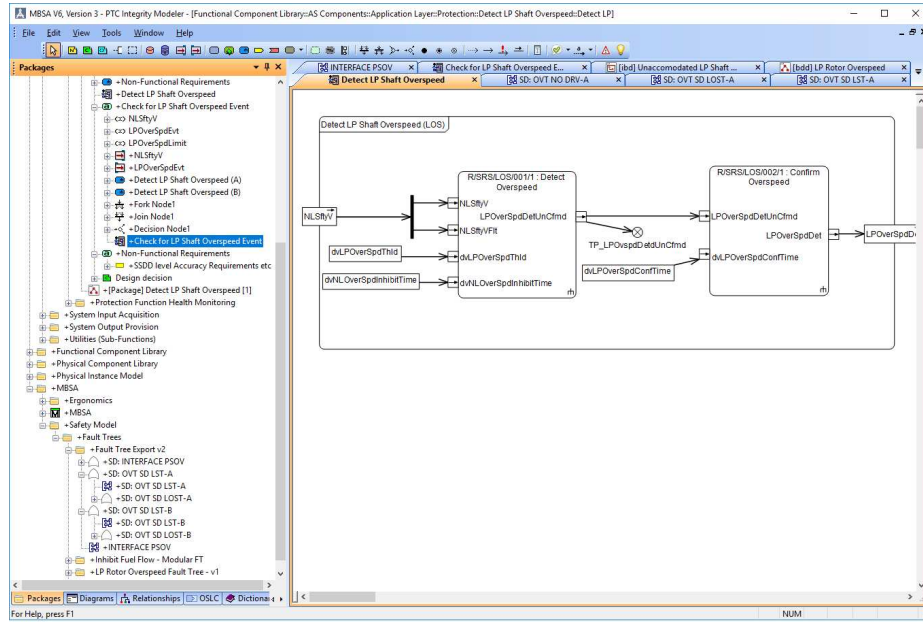 MBSA V6, Version 3 - PTC Integrity Modeler - [Functional Component Library::AS Components::Application Layer::Protection::Detect LP Shaft Overspeed::Detect LP]
File Edit View Tools Window Help
Packages
+Non-Functional Requirements
+Detect LP Shaft Overspeed
+Check for LP Shaft Overspeed Event
NLSftyV
LPOverSpdEvt
LPOverSpdLimit
+NLSftyV
+LPOverSpdEvt
+Detect LP Shaft Overspeed (A)
+Detect LP Shaft Overspeed (B)
+Fork Node1
+Join Node1
+Decision Node1
+Check for LP Shaft Overspeed Event
+Non-Functional Requirements
+SSDD level Accuracy Requirements etc
Design decision
+[Package] Detect LP Shaft Overspeed [1]
+Protection Function Health Monitoring
+System Input Acquisition
+System Output Provision
+Utilities (Sub-Functions)
+Functional Component Library
+Physical Component Library
+Physical Instance Model
+MBSA
+Ergonomics
+MBSA
+Safety Model
+Fault Trees
+Fault Tree Export v2
+SD: INTERFACE PSOV
+SD: OVT SD LST-A
+SD: OVT SD LST-A
+SD: OVT SD LOST-A
+SD: OVT SD LST-B
+SD: OVT SD LST-B
+SD: OVT SD LOST-B
+INTERFACE PSOV
+Inhibit Fuel Flow - Modular FT
+LP Rotor Overspeed Fault Tree - v1
Packages Diagrams Relationships OSLC Dictiona
For Help, press F1
INTERFACE PSOV x Check for LP Shaft Overspeed E... x [ibd] Unaccomodated LP Shaft ... x [bdd] LP Rotor Overspeed x
Detect LP Shaft Overspeed x SD: OVT NO DRV-A x SD: OVT SD LOST-A x SD: OVT SD LST-A x
Detect LP Shaft Overspeed (LOS)
R/SRS/LOS/001/1 : Detect
Overspeed
NLSftyV
NLSftyV
LPOverSpdDetUnCfmd
NLSftyVFlt
dvLPOverSpdThld
dvLPOverSpdThld
dvNLOverSpdInhibitTime
dvNLOverSpdInhibitTime
TP_LPOvspdDetdUnCfmd
dvLPOverSpdConfTime
R/SRS/LOS/002/1 : Confirm
Overspeed
LPOverSpdDetUnCfmd
LPOverSpdDet
dvLPOverSpdConfTime
LPOverSpdDe
NUM